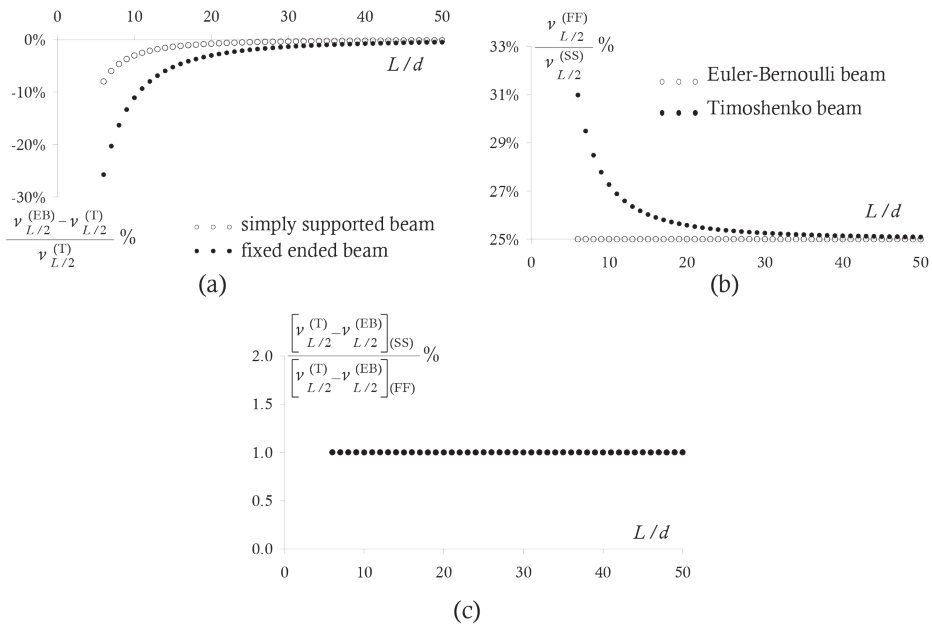 0 10 20 30 40 50
0%
-10%
-20%
-30%
L/d
ν L/2 (EB) – ν L/2 (T)
ν L/2 (T)
%
simply supported beam
fixed ended beam
(a)
ν L/2 (FF)
ν L/2 (SS)
%
33%
31%
29%
27%
25%
Euler-Bernoulli beam
Timoshenko beam
L/d
0 10 20 30 40 50
(b)
[ν L/2 (T) – ν L/2 (EB)] (SS)
[ν L/2 (T) – ν L/2 (EB)] (FF)
%
2.0
1.5
1.0
0.5
0.0
L/d
0 10 20 30 40 50
(c)